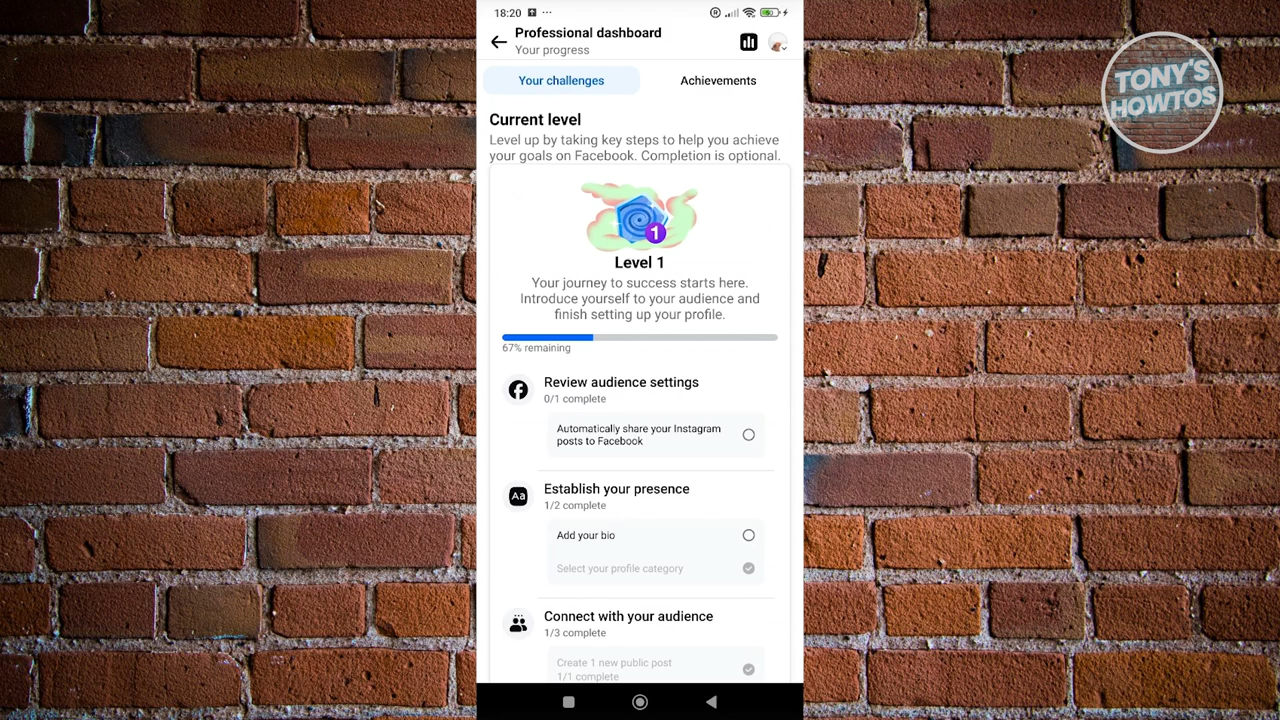 18:20
Professional dashboard
Your progress
TONY'S
HOWTOS
Your challenges
Achievements
Current level
Level up by taking key steps to help you achieve
your goals on Facebook. Completion is optional.
1
Level 1
Your journey to success starts here.
Introduce yourself to your audience and
finish setting up your profile.
67% remaining
Review audience settings
0/1 complete
Automatically share your Instagram
posts to Facebook
Aa
Establish your presence
1/2 complete
Add your bio
Select your profile category
Connect with your audience
1/3 complete
Create 1 new public post
1/1 complete